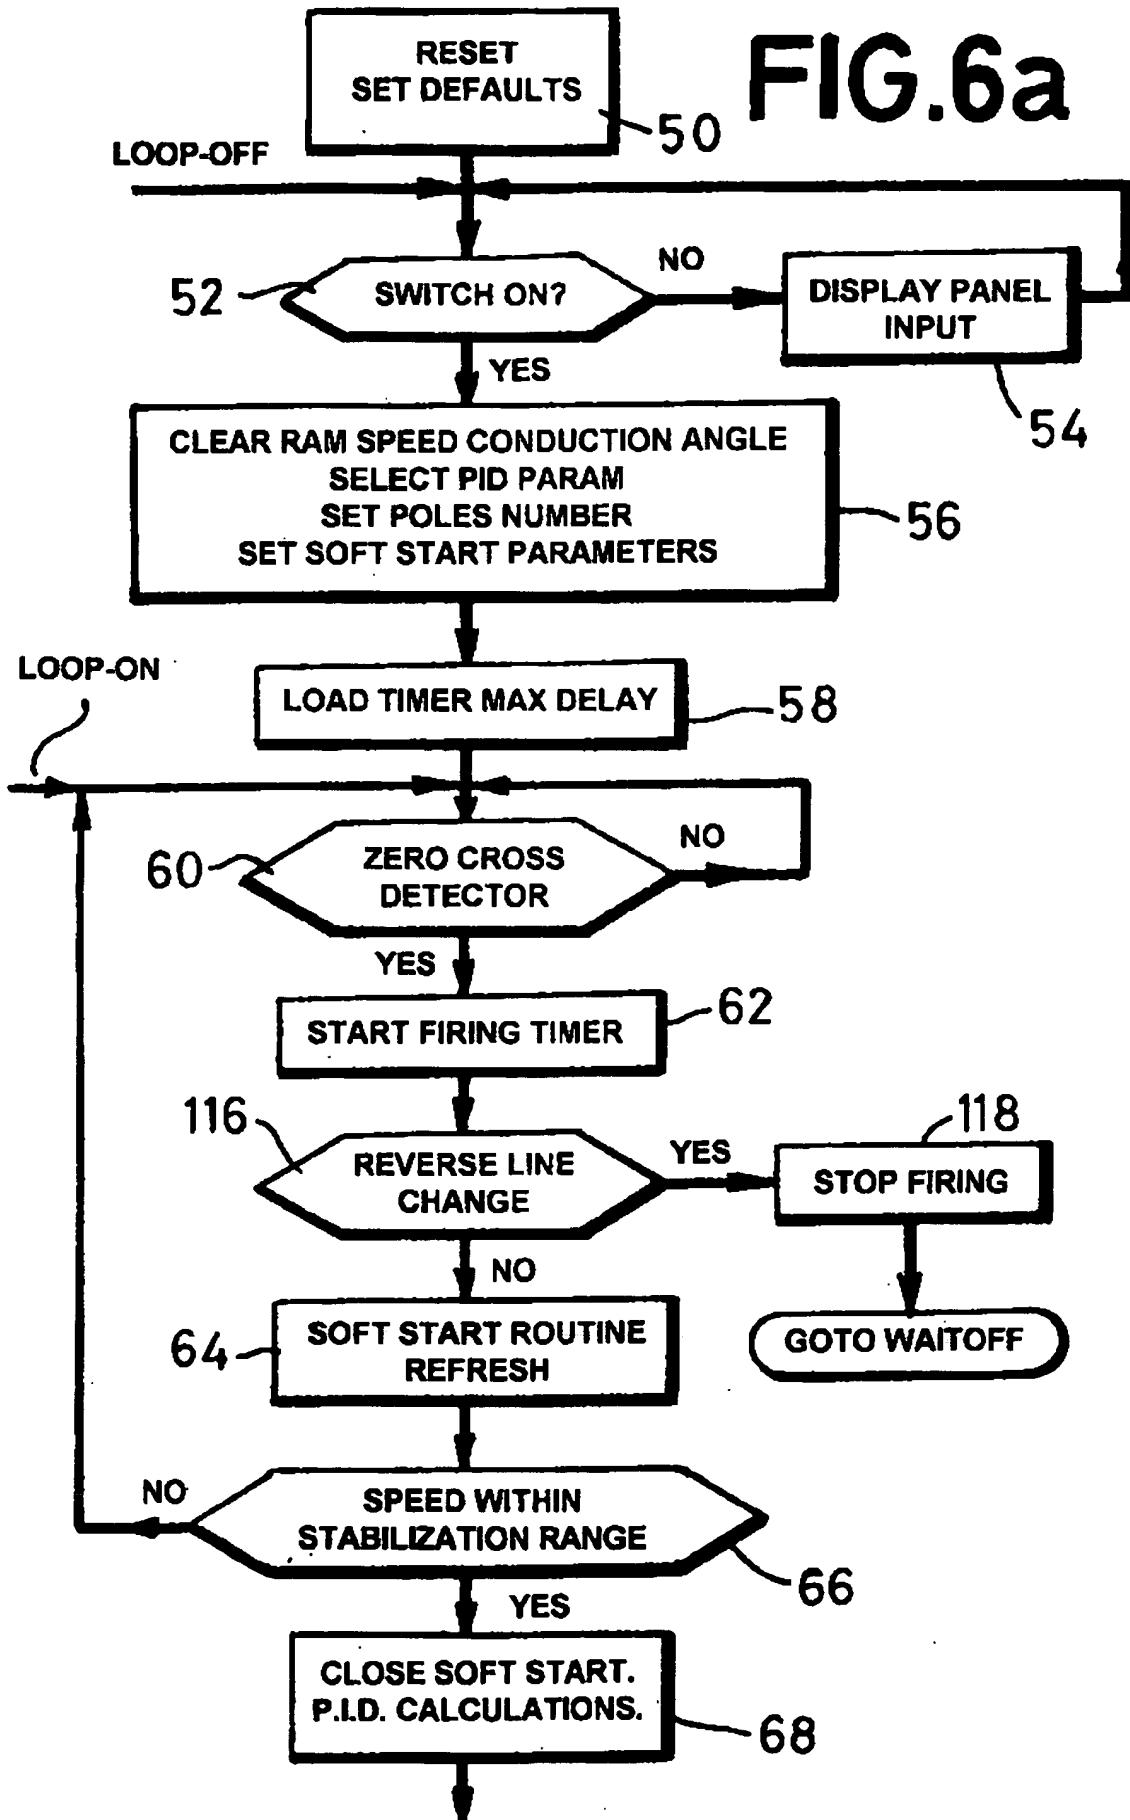 RESET
SET DEFAULTS
FIG.6a
50
LOOP-OFF
52
SWITCH ON?
NO
DISPLAY PANEL
INPUT
54
YES
CLEAR RAM SPEED CONDUCTION ANGLE
SELECT PID PARAM
SET POLES NUMBER
SET SOFT START PARAMETERS
56
LOOP-ON
LOAD TIMER MAX DELAY
58
60
ZERO CROSS
DETECTOR
NO
YES
START FIRING TIMER
62
116
REVERSE LINE
CHANGE
YES
118
STOP FIRING
NO
GOTO WAITOFF
64
SOFT START ROUTINE
REFRESH
NO
SPEED WITHIN
STABILIZATION RANGE
66
YES
CLOSE SOFT START.
P.I.D. CALCULATIONS.
68